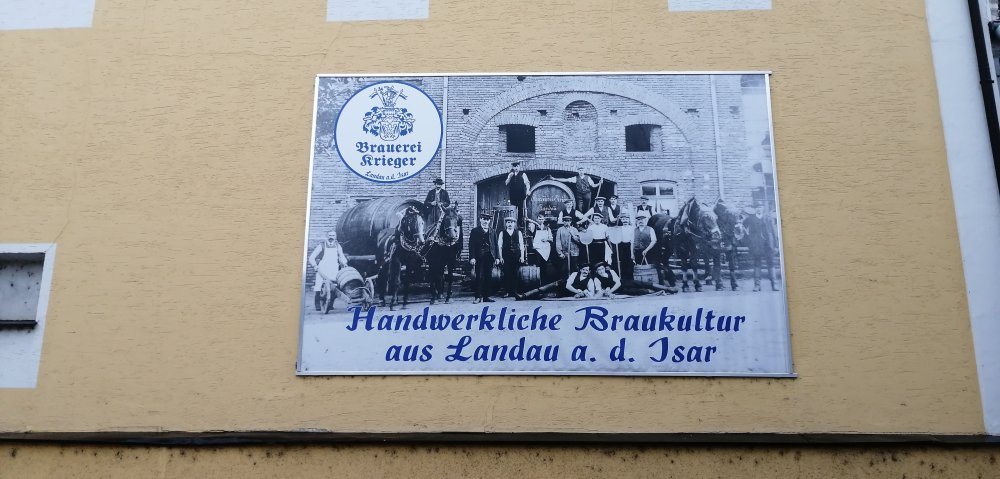 Brauerei
Krieger
Landau a. d. Isar
Handwerkliche Braukultur
aus Landau a. d. Isar